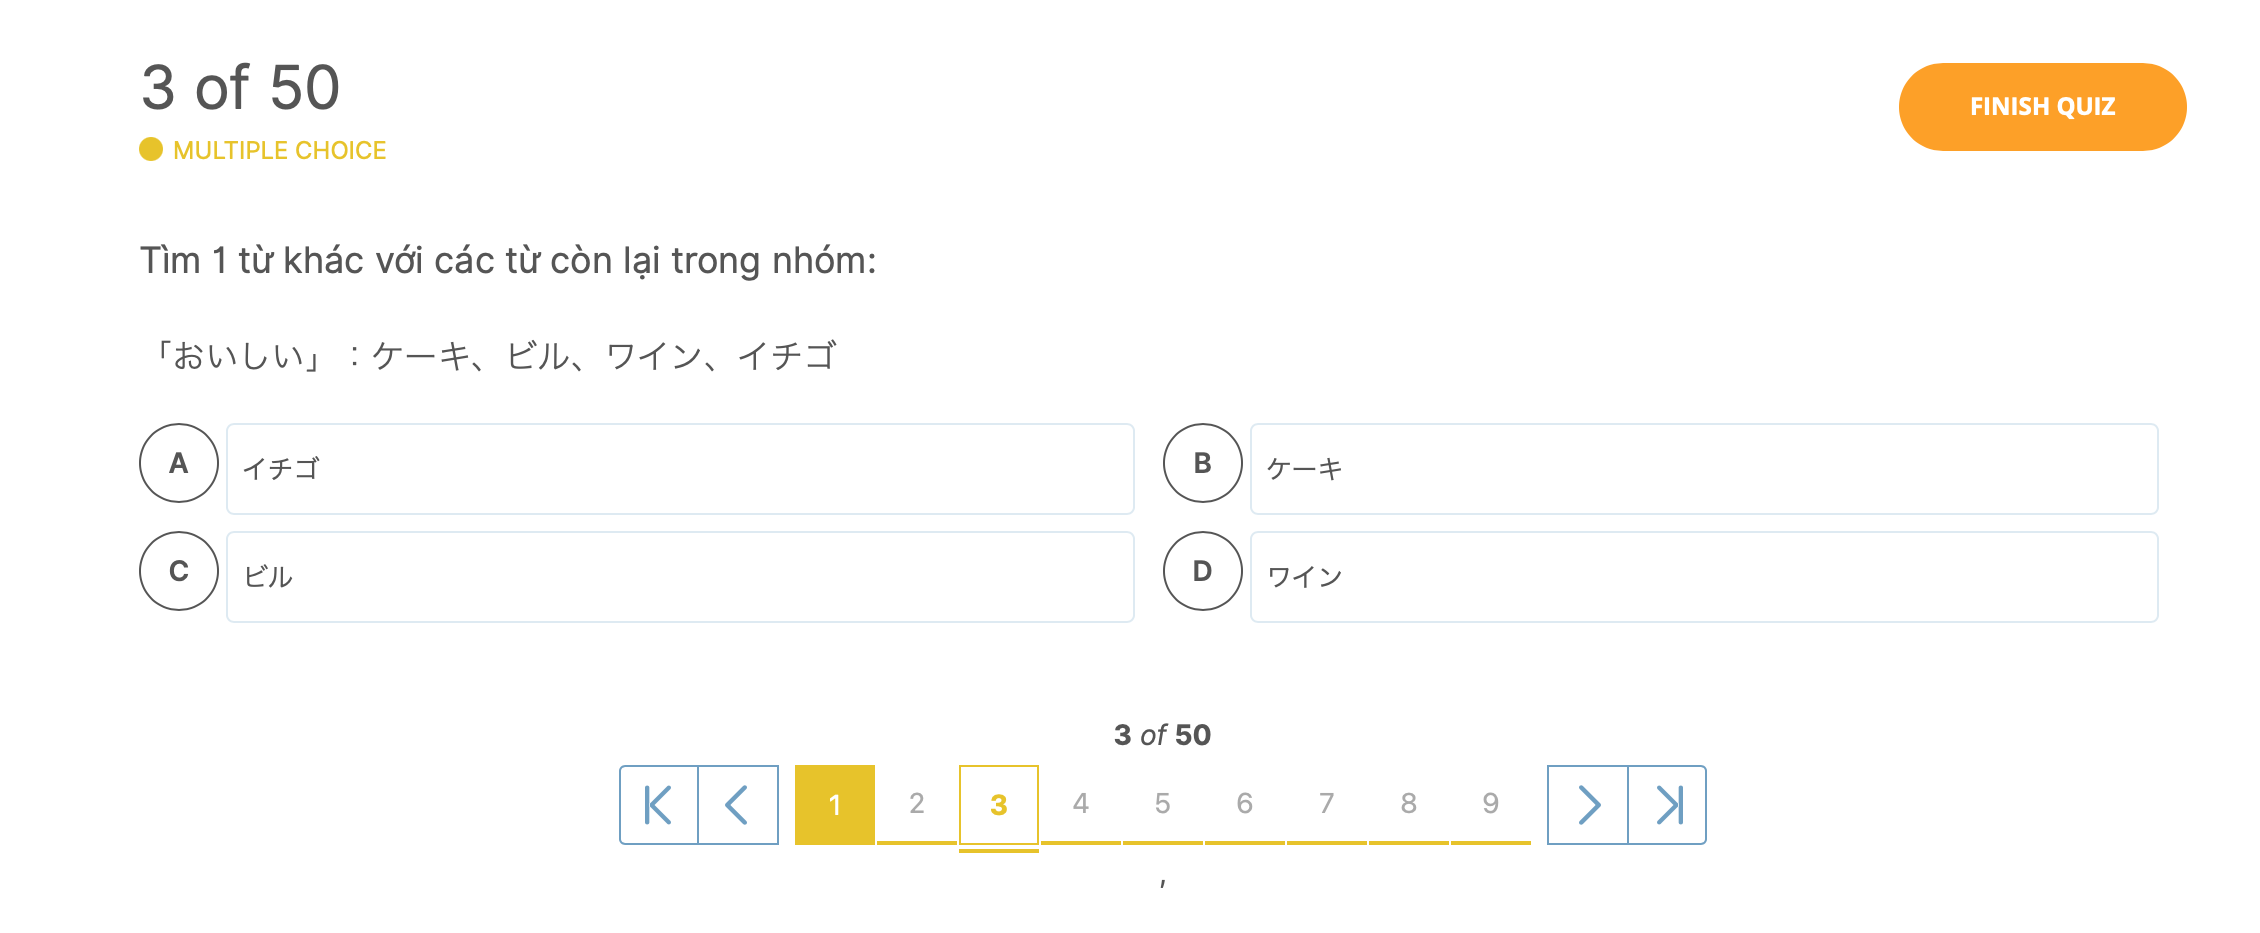 3 of 50
FINISH QUIZ
MULTIPLE CHOICE
Tìm 1 từ khác với các từ còn lại trong nhóm:
「おいしい」：ケーキ、ビル、ワイン、イチゴ
A イチゴ
B ケーキ
C ビル
D ワイン
3 of 50
1 2 3 4 5 6 7 8 9
,